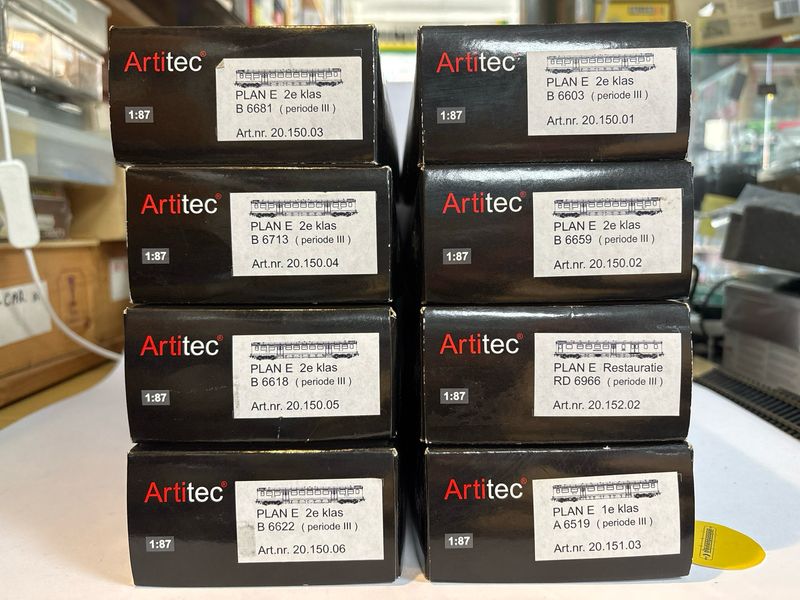 Artitec®
1:87
PLAN E 2e klas
B 6681 ( periode III )
Art.nr. 20.150.03
Artitec®
1:87
PLAN E 2e klas
B 6603 ( periode III )
Art.nr. 20.150.01
Artitec®
1:87
PLAN E 2e klas
B 6713 ( periode III )
Art.nr. 20.150.04
Artitec®
1:87
PLAN E 2e klas
B 6659 ( periode III )
Art.nr. 20.150.02
Artitec®
1:87
PLAN E 2e klas
B 6618 ( periode III )
Art.nr. 20.150.05
Artitec®
1:87
PLAN E Restauratie
RD 6966 ( periode III )
Art.nr. 20.152.02
Artitec®
1:87
PLAN E 2e klas
B 6622 ( periode III )
Art.nr. 20.150.06
Artitec®
1:87
PLAN E 1e klas
A 6519 ( periode III )
Art.nr. 20.151.03